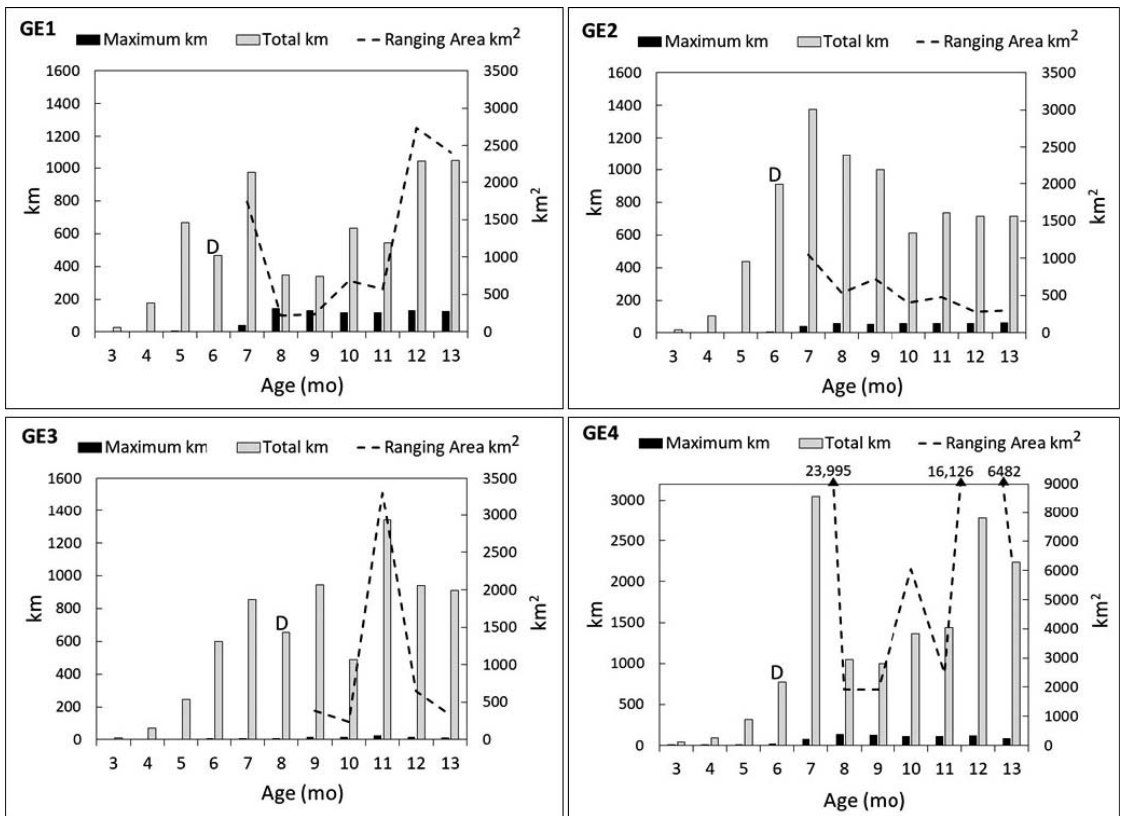 GE1
Maximum km Total km Ranging Area km²
1600 3500
1400 3000
1200 2500
1000 2000
800 1500
600 1000
400 500
200 0
0
D
km
km²
3 4 5 6 7 8 9 10 11 12 13
Age (mo)
GE2
Maximum km Total km Ranging Area km²
1600 3500
1400 3000
1200 2500
1000 2000
800 1500
600 1000
400 500
200 0
0
D
km
km²
3 4 5 6 7 8 9 10 11 12 13
Age (mo)
GE3
Maximum km Total km Ranging Area km²
1600 3500
1400 3000
1200 2500
1000 2000
800 1500
600 1000
400 500
200 0
0
D
km
km²
3 4 5 6 7 8 9 10 11 12 13
Age (mo)
GE4
Maximum km Total km Ranging Area km²
23,995 16,126 6482
3000 9000
2500 8000
2000 7000
1500 6000
1000 5000
500 4000
0 3000
2000
1000
0
D
km
km²
3 4 5 6 7 8 9 10 11 12 13
Age (mo)